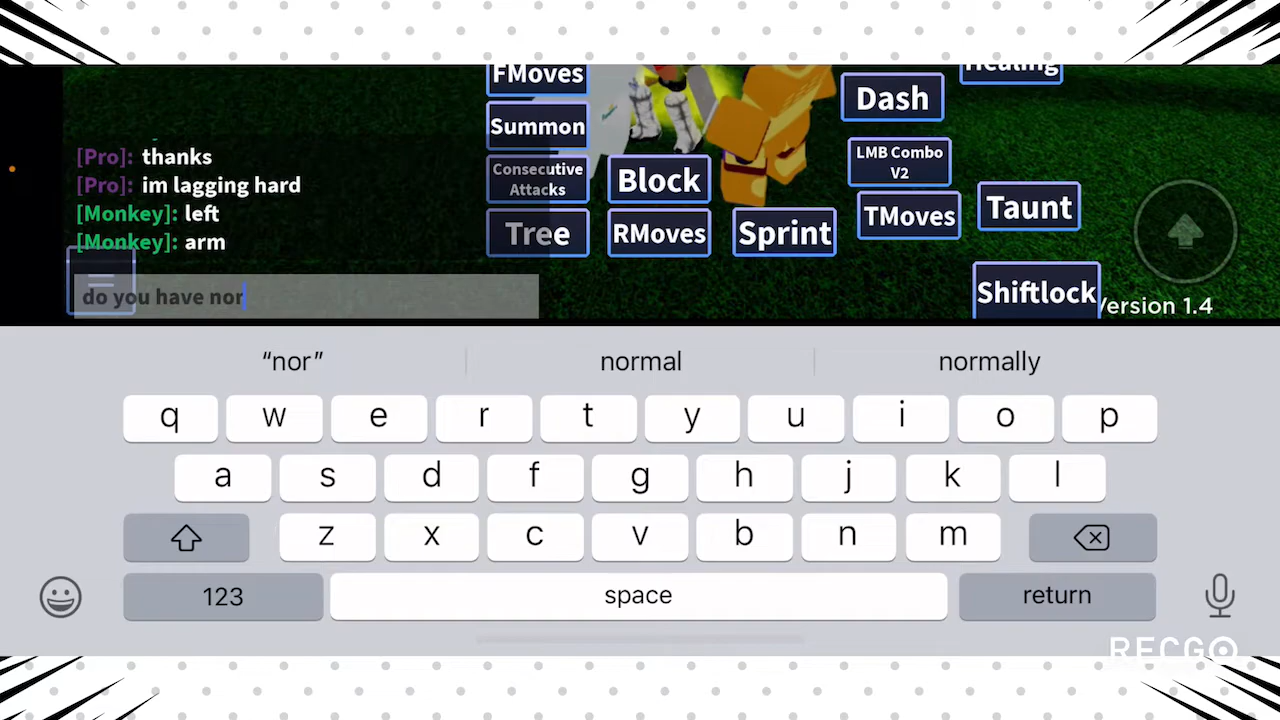 FMoves
Healing
Dash
Summon
LMB Combo
V2
[Pro]: thanks
Consecutive
Attacks
Block
[Pro]: im lagging hard
Taunt
[Monkey]: left
TMoves
[Monkey]: arm
Tree
RMoves
Sprint
do you have nor
Shiftlock
Version 1.4
“nor”
normal
normally
q w e r t y u i o p
a s d f g h j k l
z x c v b n m
123
space
return
RECGO